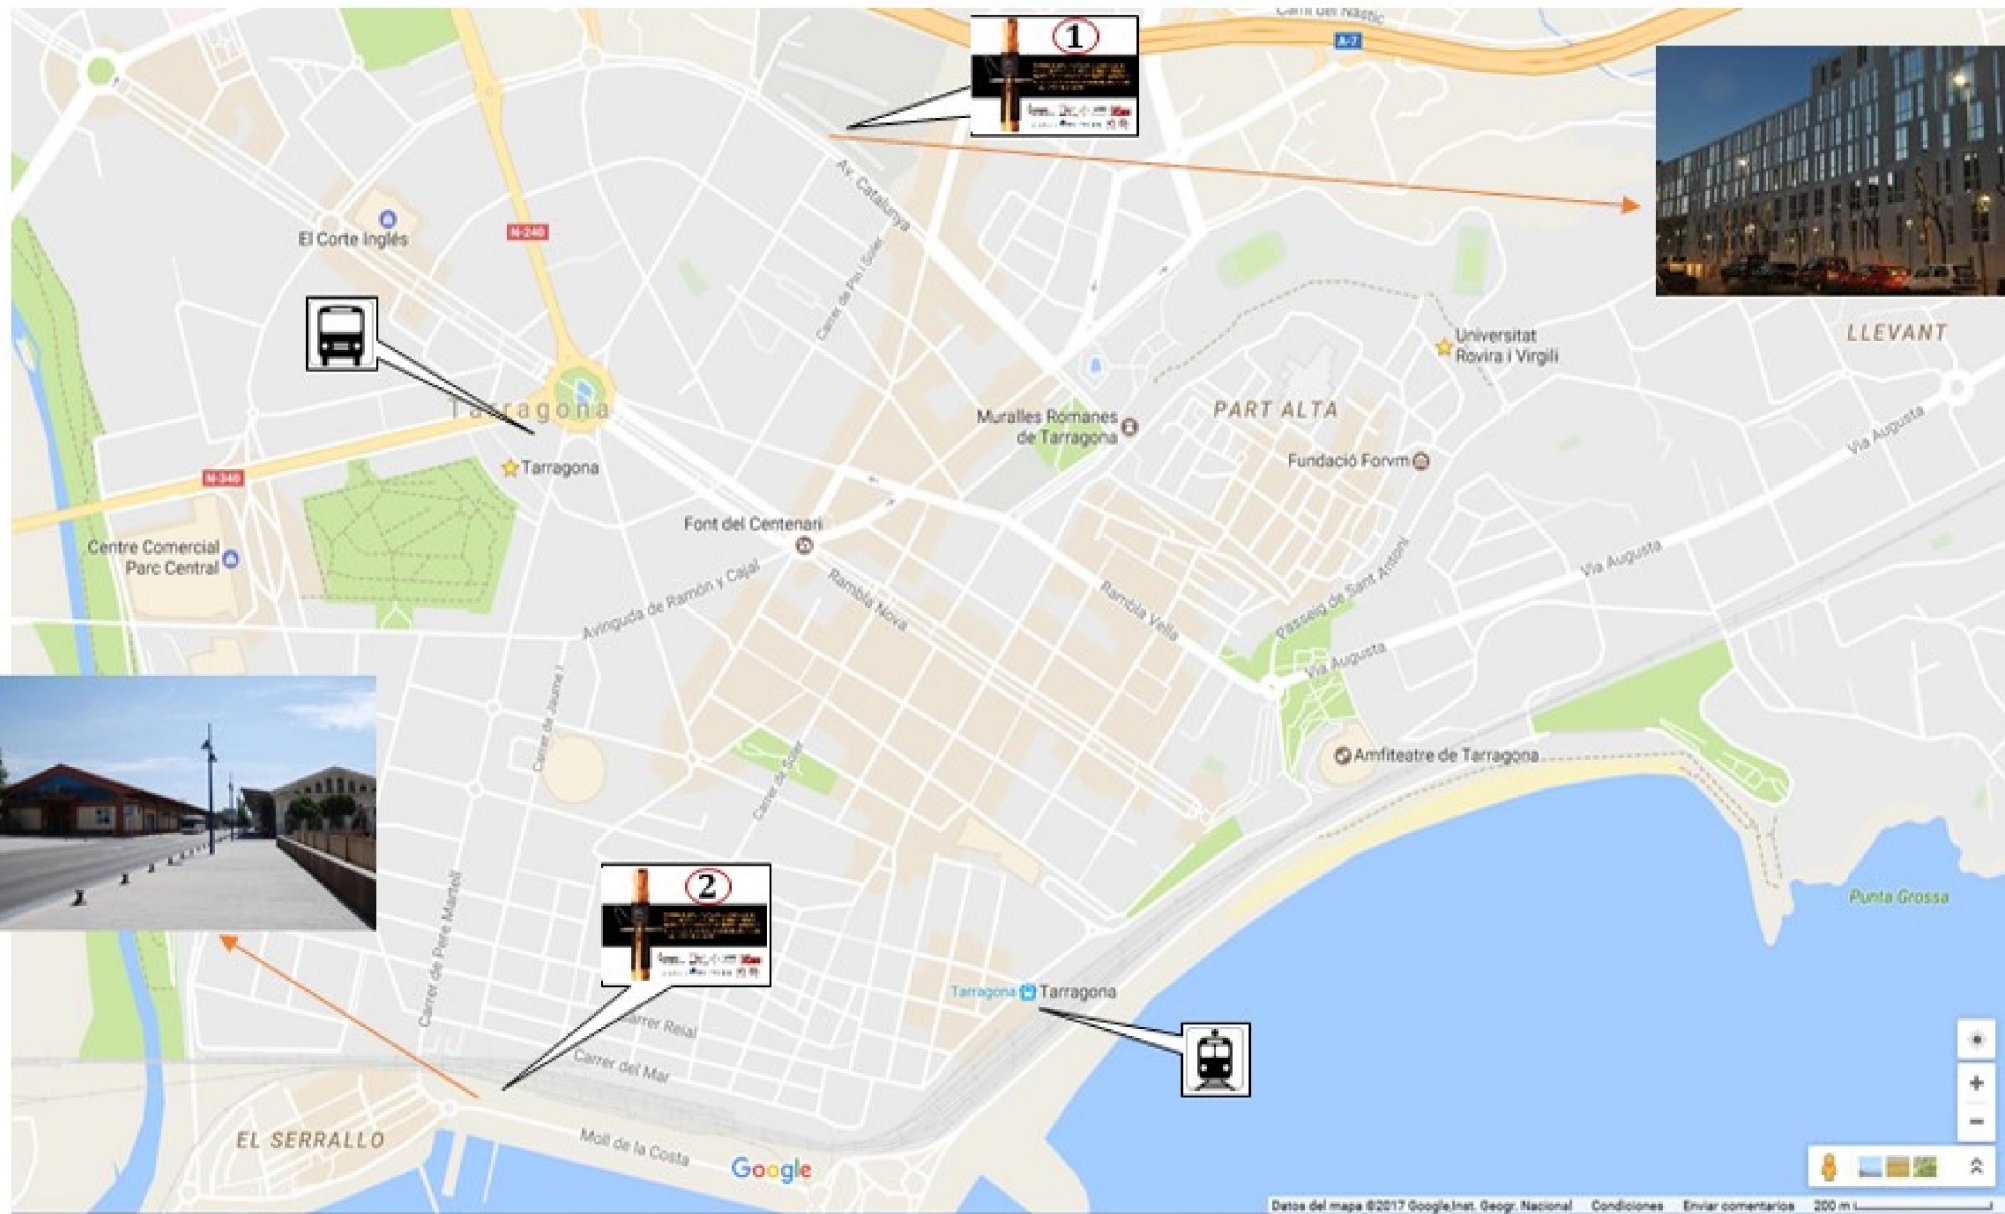 Camí del Nàstic
1
A-7
Av. Catalunya
El Corte Inglés
N-240
Carrer de Pin i Soler
Universitat
Rovira i Virgili
LLEVANT
Tarragona
Muralles Romanes
de Tarragona
PART ALTA
Via Augusta
Fundació Forvm
Tarragona
N-340
Font del Centenari
Centre Comercial
Parc Central
Avinguda de Ramón y Cajal
Rambla Nova
Rambla Vella
Passeig de Sant Antoni
Via Augusta
Via Augusta
Carrer de Jaume I
Carrer de Soler
Amfiteatre de Tarragona
2
Punta Grossa
Carrer de Pere Martell
Tarragona
Tarragona
Carrer Reial
Carrer del Mar
EL SERRALLO
Moll de la Costa
Google
Datos del mapa ©2017 Google,Inst. Geogr. Nacional Condiciones Enviar comentarios 200 m